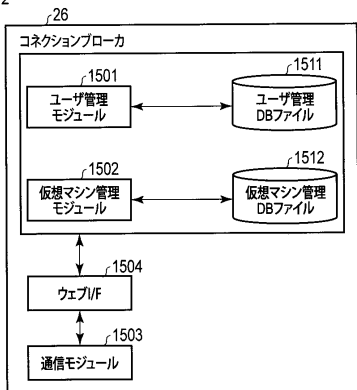 26
コネクションブローカ
1501
ユーザ管理
モジュール
1511
ユーザ管理
DBファイル
1502
仮想マシン管理
モジュール
1512
仮想マシン管理
DBファイル
1504
ウェブI/F
1503
通信モジュール